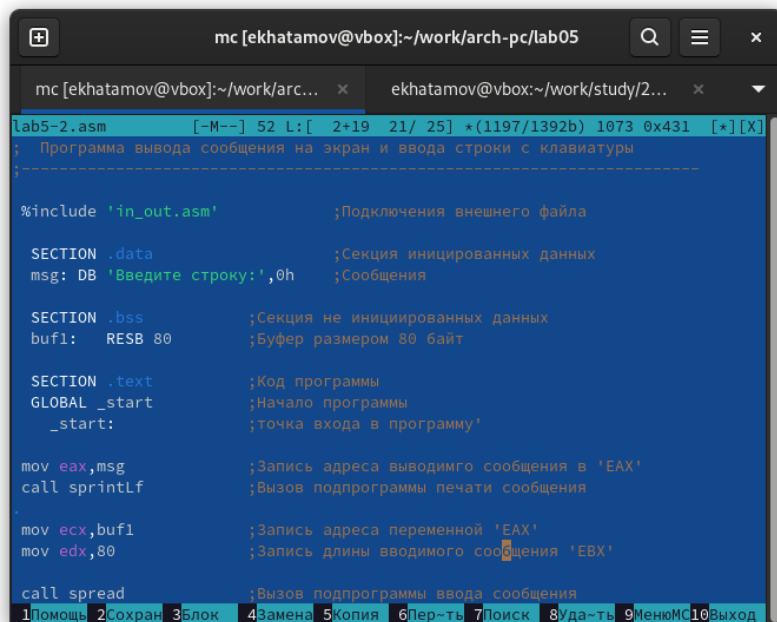 mc [ekhatamov@vbox]:~/work/arch-pc/lab05
mc [ekhatamov@vbox]:~/work/arc... × ekhatamov@vbox:~/work/study/2... ×
lab5-2.asm [-M--] 52 L:[ 2+19 21/ 25] *(1197/1392b) 1073 0x431 [*][X]
; Программа вывода сообщения на экран и ввода строки с клавиатуры
;------------------------------------------------------------------
%include 'in_out.asm' ;Подключения внешнего файла
SECTION .data ;Секция инициированных данных
msg: DB 'Введите строку:',0h ;Сообщения
SECTION .bss ;Секция не инициированных данных
buf1: RESB 80 ;Буфер размером 80 байт
SECTION .text ;Код программы
GLOBAL _start ;Начало программы
_start: ;точка входа в программу'
mov eax,msg ;Запись адреса выводимго сообщения в 'EAX'
call sprintLf ;Вызов подпрограммы печати сообщения
.
mov ecx,buf1 ;Запись адреса переменной 'EAX'
mov edx,80 ;Запись длины вводимого сообщения 'EBX'
call spread ;Вызов подпрограммы ввода сообщения
1Помощь 2Сохран 3Блок 4Замена 5Копия 6Пер~ть 7Поиск 8Уда~ть 9МенюMC 10Выход